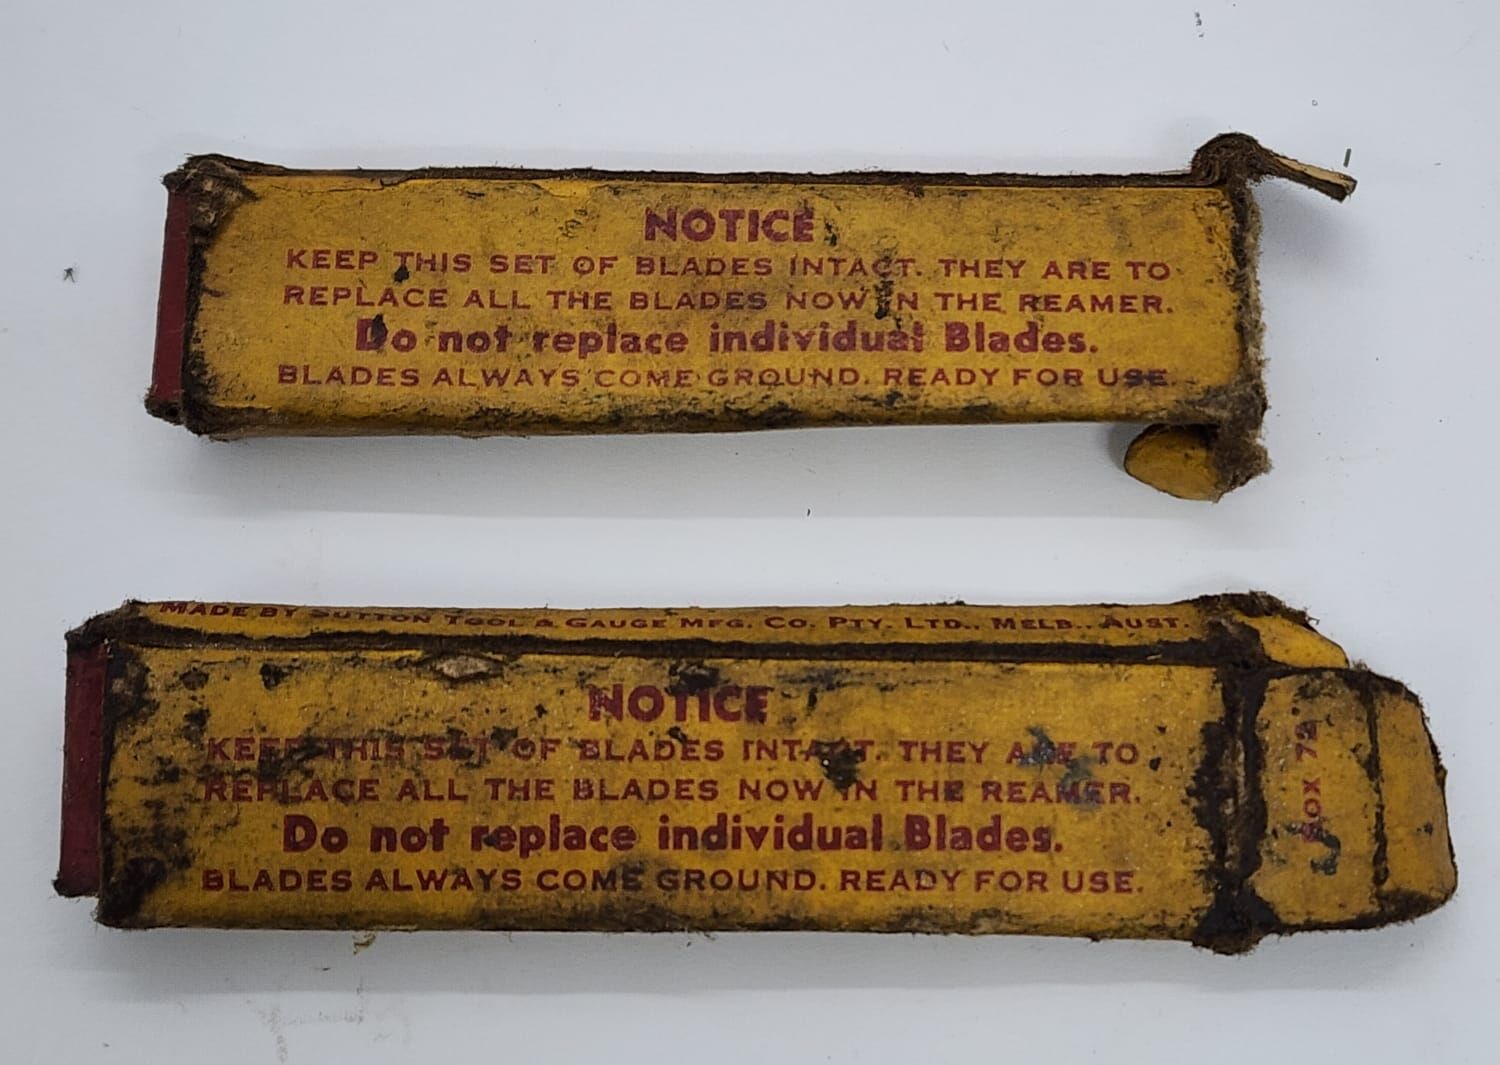 NOTICE
KEEP THIS SET OF BLADES INTACT. THEY ARE TO
REPLACE ALL THE BLADES NOW IN THE REAMER.
Do not replace individual Blades.
BLADES ALWAYS COME GROUND. READY FOR USE.
MADE BY SUTTON TOOL & GAUGE MFG. CO. PTY. LTD., MELB., AUST.
NOTICE
KEEP THIS SET OF BLADES INTACT. THEY ARE TO
REPLACE ALL THE BLADES NOW IN THE REAMER.
Do not replace individual Blades.
BLADES ALWAYS COME GROUND. READY FOR USE.
BOX 72